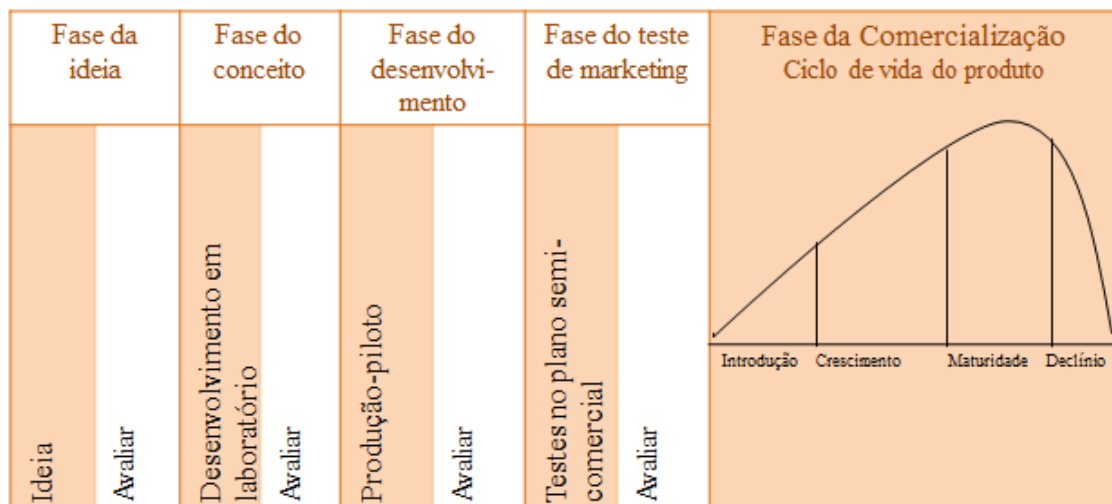 Fase da
ideia
Fase do
conceito
Fase do
desenvolvi-
mento
Fase do teste
de marketing
Fase da Comercialização
Ciclo de vida do produto
Ideia
Avaliar
Desenvolvimento em
laboratório
Avaliar
Produção-piloto
Avaliar
Testes no plano semi-
comercial
Avaliar
Introdução
Crescimento
Maturidade
Declínio